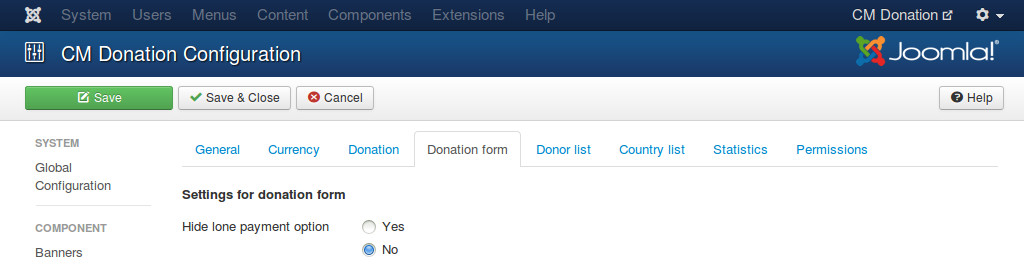 System Users Menus Content Components Extensions Help CM Donation
CM Donation Configuration Joomla!®
Save Save & Close Cancel Help
SYSTEM
Global
Configuration
COMPONENT
Banners
General Currency Donation Donation form Donor list Country list Statistics Permissions
Settings for donation form
Hide lone payment option Yes
No